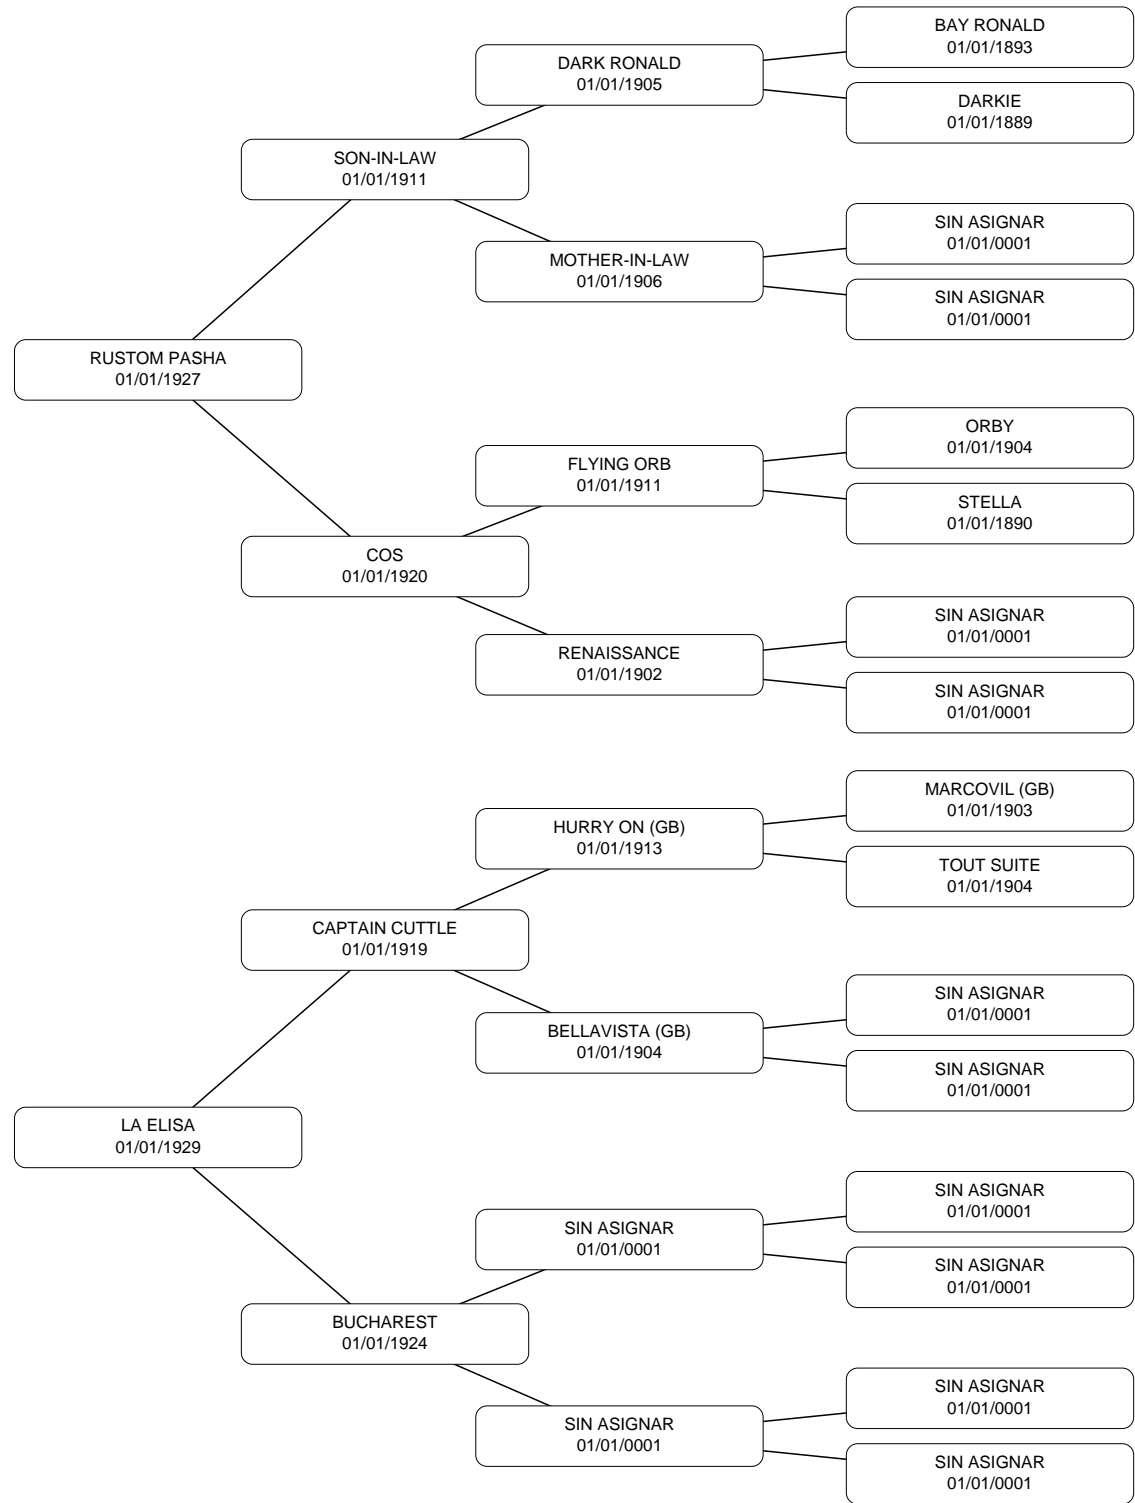 BAY RONALD
01/01/1893
DARK RONALD
01/01/1905
DARKIE
01/01/1889
SON-IN-LAW
01/01/1911
SIN ASIGNAR
01/01/0001
MOTHER-IN-LAW
01/01/1906
SIN ASIGNAR
01/01/0001
RUSTOM PASHA
01/01/1927
ORBY
01/01/1904
FLYING ORB
01/01/1911
STELLA
01/01/1890
COS
01/01/1920
SIN ASIGNAR
01/01/0001
RENAISSANCE
01/01/1902
SIN ASIGNAR
01/01/0001
MARCOVIL (GB)
01/01/1903
HURRY ON (GB)
01/01/1913
TOUT SUITE
01/01/1904
CAPTAIN CUTTLE
01/01/1919
SIN ASIGNAR
01/01/0001
BELLAVISTA (GB)
01/01/1904
SIN ASIGNAR
01/01/0001
LA ELISA
01/01/1929
SIN ASIGNAR
01/01/0001
SIN ASIGNAR
01/01/0001
SIN ASIGNAR
01/01/0001
BUCHAREST
01/01/1924
SIN ASIGNAR
01/01/0001
SIN ASIGNAR
01/01/0001
SIN ASIGNAR
01/01/0001